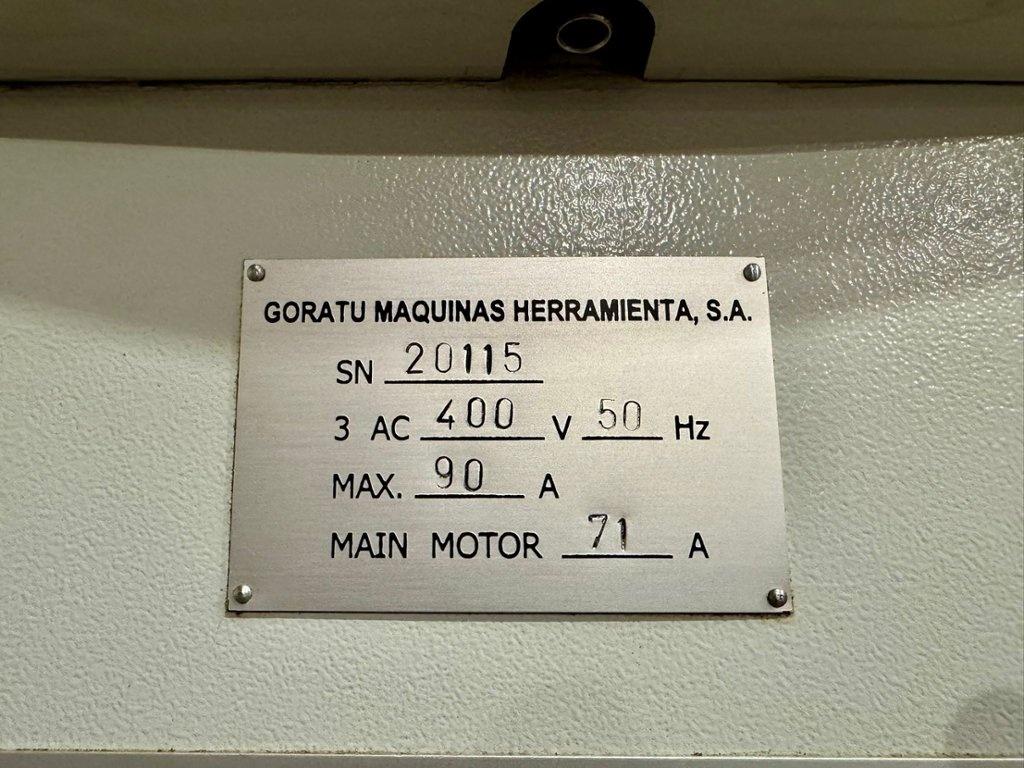 GORATU MAQUINAS HERRAMIENTA, S.A.
SN 20115
3 AC 400 V 50 Hz
MAX. 90 A
MAIN MOTOR 71 A